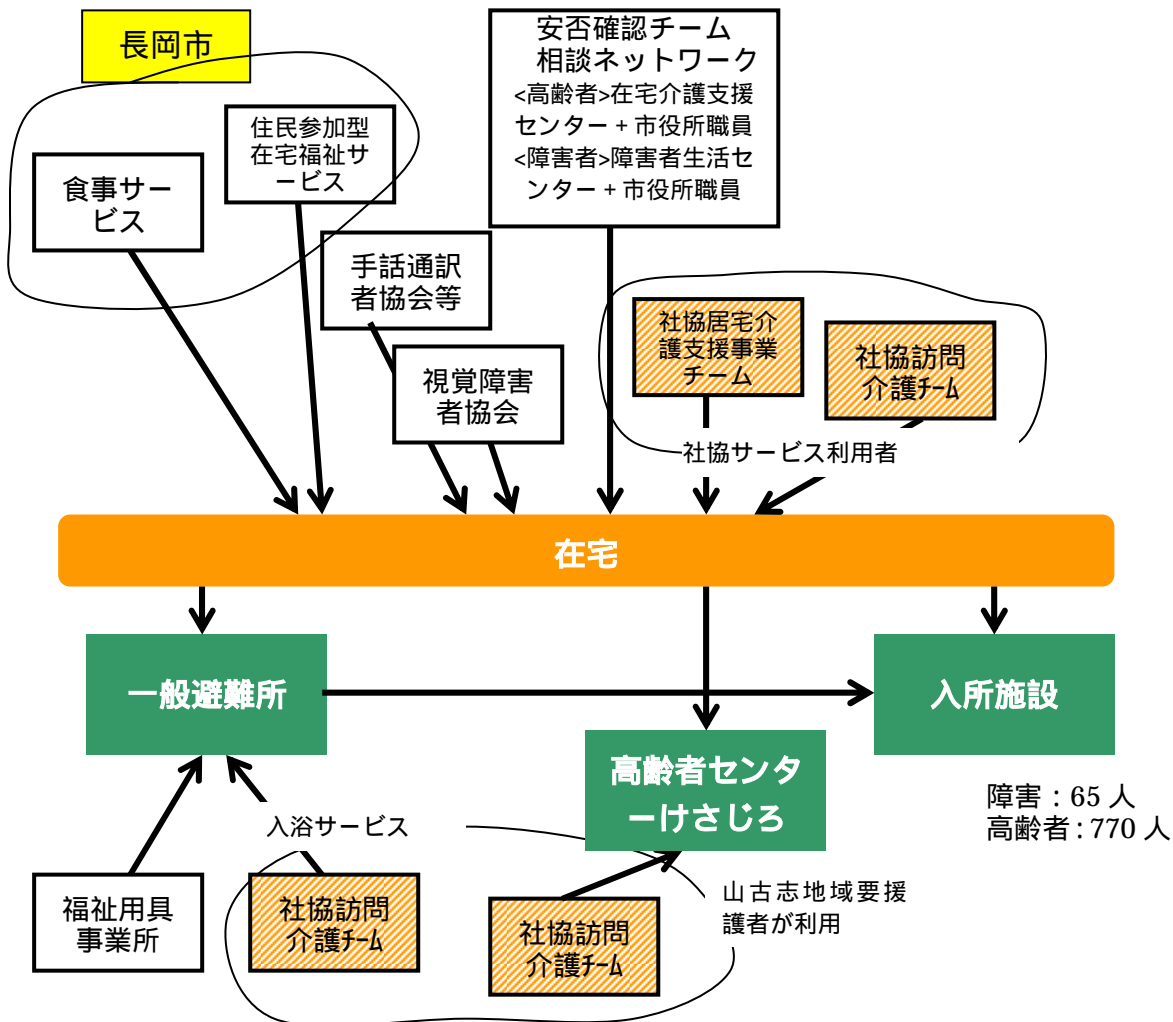 長岡市
安否確認チーム
相談ネットワーク
<高齢者>在宅介護支援
センター+市役所職員
<障害者>障害者生活セ
ンター+市役所職員
住民参加型
在宅福祉サ
ービス
食事サー
ビス
手話通訳
者協会等
視覚障害
者協会
社協居宅介
護支援事業
チーム
社協訪問
介護ﾁｰﾑ
社協サービス利用者
在宅
一般避難所
入所施設
高齢者センタ
ーけさじろ
障害:65 人
高齢者:770 人
入浴サービス
福祉用具
事業所
社協訪問
介護ﾁｰﾑ
社協訪問
介護ﾁｰﾑ
山古志地域要援
護者が利用